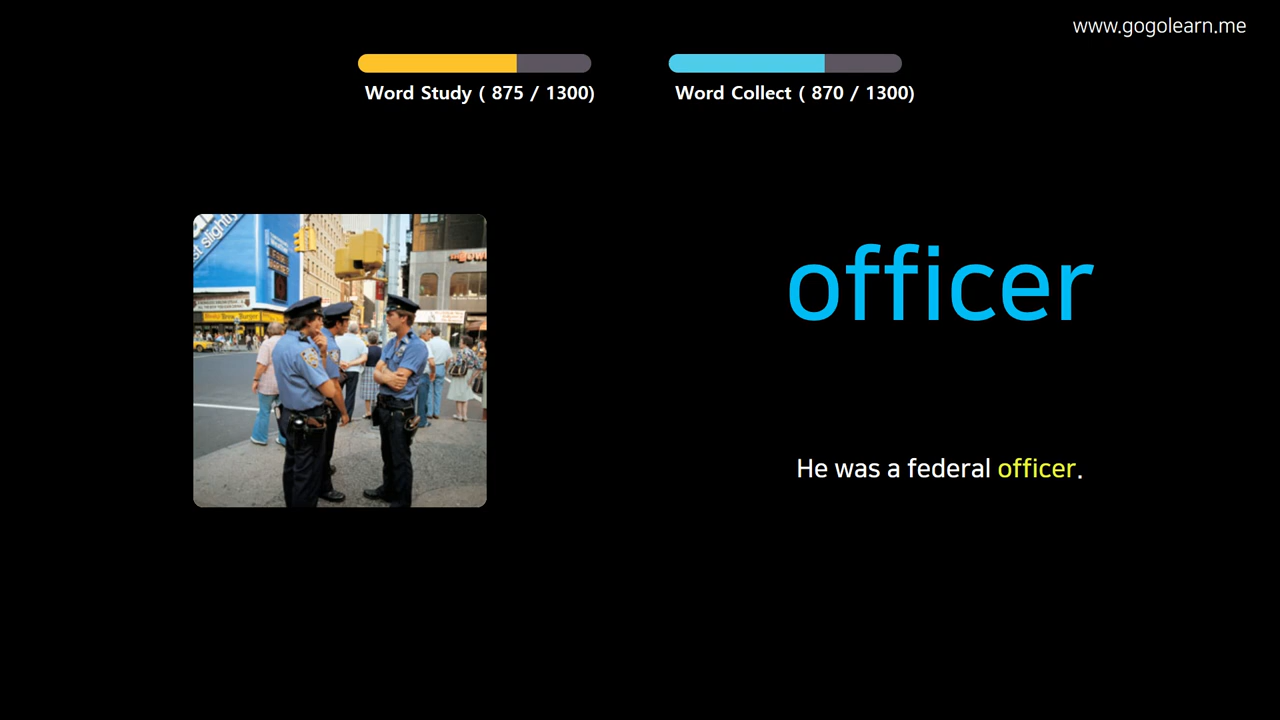 www.gogolearn.me
Word Study ( 875 / 1300)
Word Collect ( 870 / 1300)
officer
He was a federal officer.